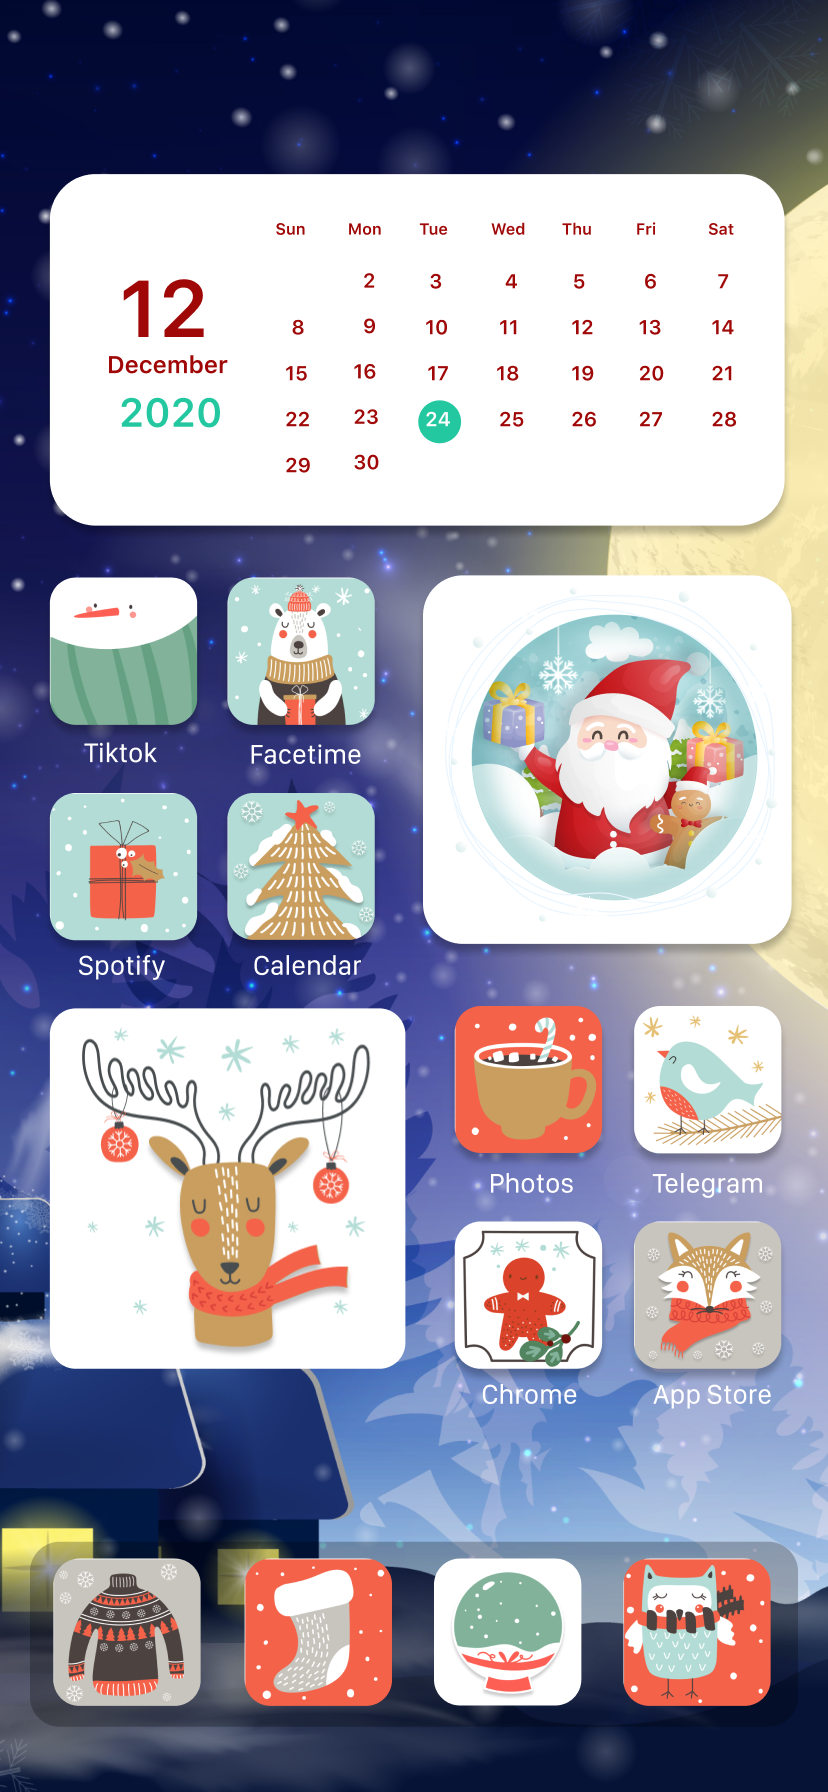 Sun Mon Tue Wed Thu Fri Sat
2 3 4 5 6 7
8 9 10 11 12 13 14
15 16 17 18 19 20 21
22 23 24 25 26 27 28
29 30
12
December
2020
Tiktok
Facetime
Spotify
Calendar
Photos
Telegram
Chrome
App Store